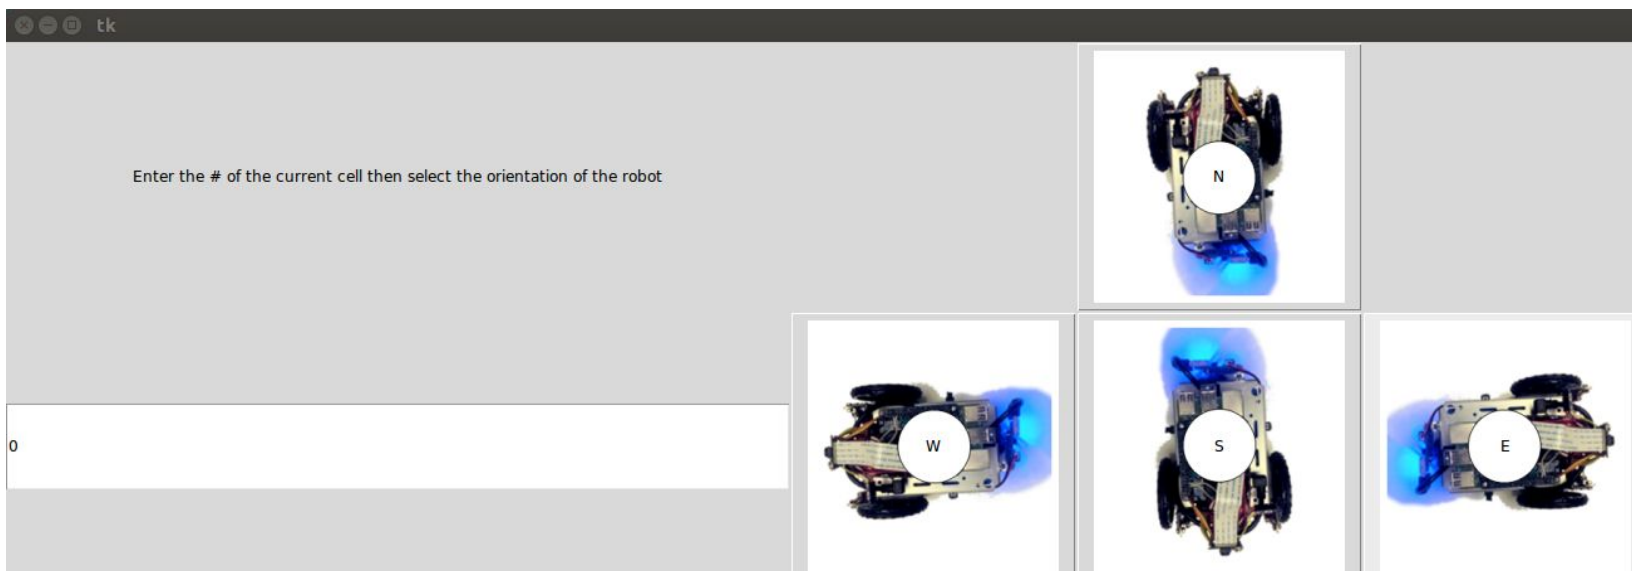 tk
Enter the # of the current cell then select the orientation of the robot
N
0
W
S
E